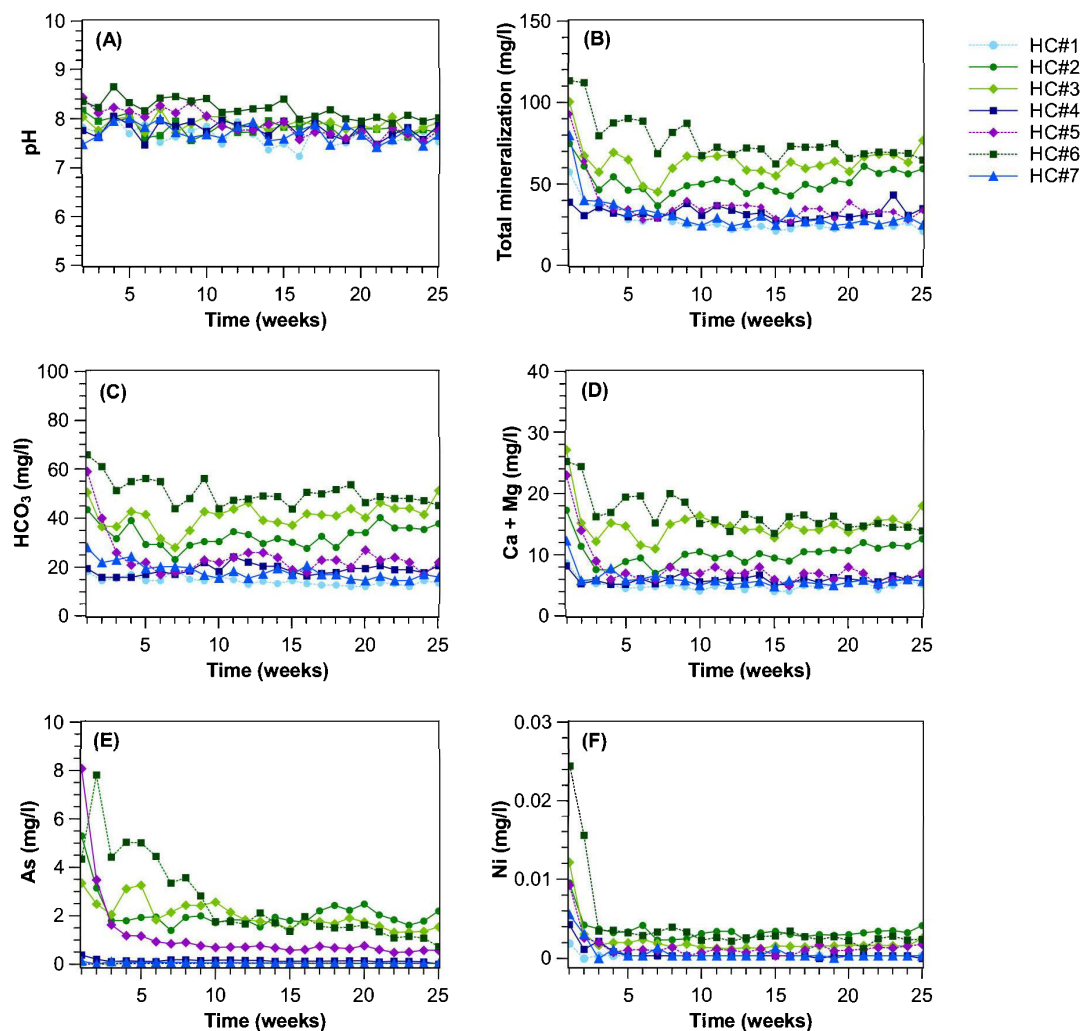 (A)
pH
10
9
8
7
6
5
5 10 15 20 25
Time (weeks)
(B)
Total mineralization (mg/l)
150
100
50
0
5 10 15 20 25
Time (weeks)
HC#1
HC#2
HC#3
HC#4
HC#5
HC#6
HC#7
(C)
HCO₃ (mg/l)
100
80
60
40
20
0
5 10 15 20 25
Time (weeks)
(D)
Ca + Mg (mg/l)
40
30
20
10
0
5 10 15 20 25
Time (weeks)
(E)
As (mg/l)
10
8
6
4
2
0
5 10 15 20 25
Time (weeks)
(F)
Ni (mg/l)
0.03
0.02
0.01
0
5 10 15 20 25
Time (weeks)